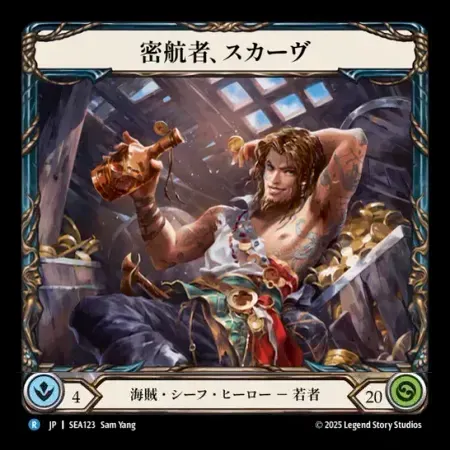 密航者、スカーヴ
4
海賊・シーフ・ヒーロー － 若者
20
R JP | SEA123 Sam Yang
© 2025 Legend Story Studios